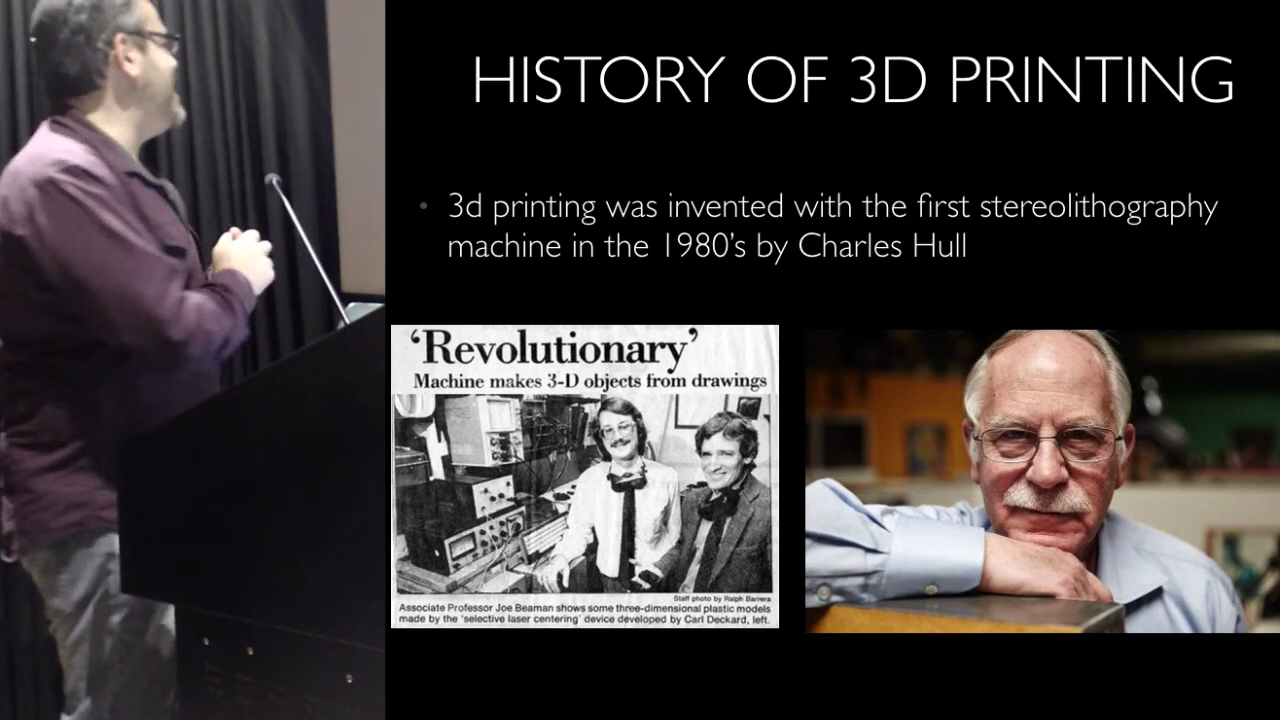 HISTORY OF 3D PRINTING
• 3d printing was invented with the first stereolithography
machine in the 1980’s by Charles Hull
‘Revolutionary’
Machine makes 3-D objects from drawings
Staff photo by Ralph Barrera
Associate Professor Joe Beaman shows some three-dimensional plastic models
made by the ‘selective laser centering’ device developed by Carl Deckard, left.